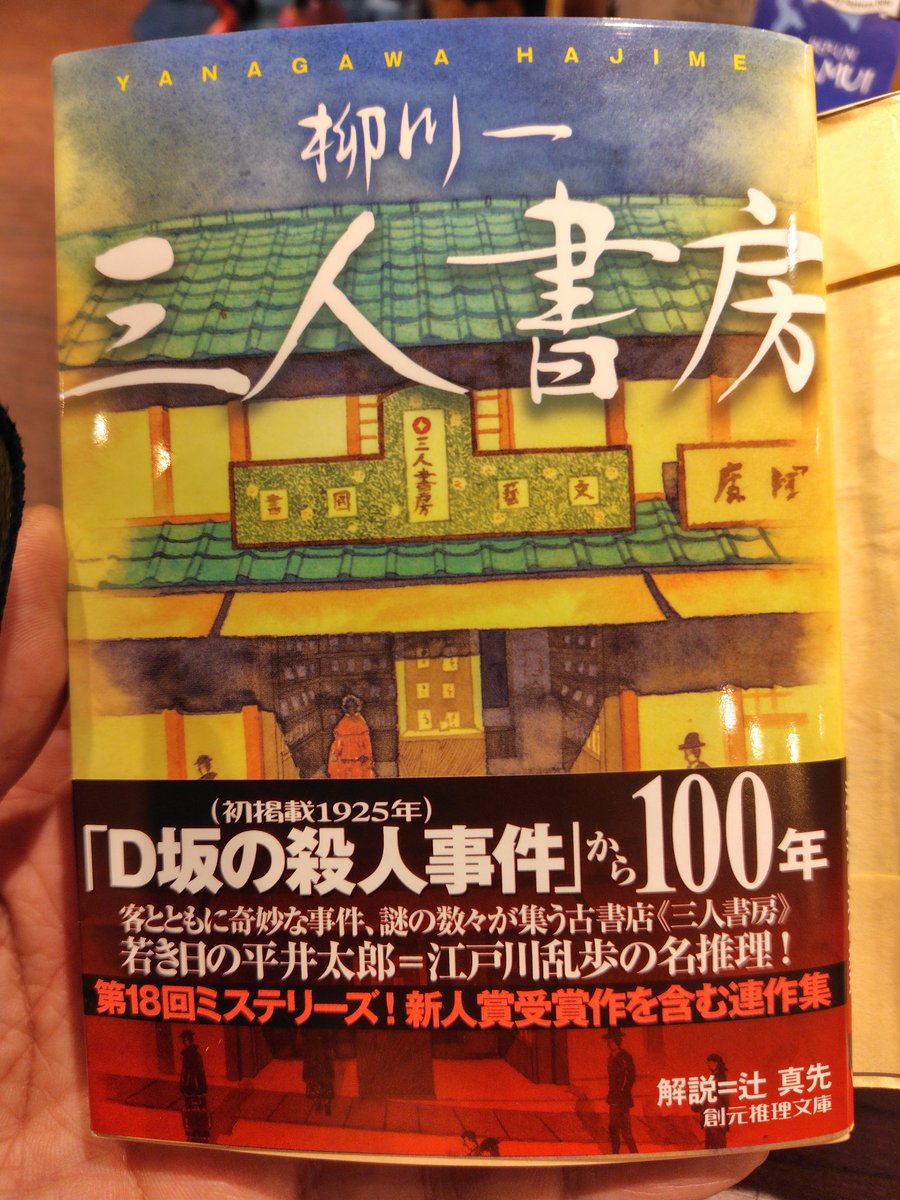 YANAGAWA HAJIME
柳川一
三人書房
三人書房
書 國 藝 文
(初掲載1925年)
「D坂の殺人事件」から100年
客とともに奇妙な事件、謎の数々が集う古書店《三人書房》
若き日の平井太郎=江戸川乱歩の名推理!
第18回ミステリーズ!新人賞受賞作を含む連作集
解説=辻 真先
創元推理文庫